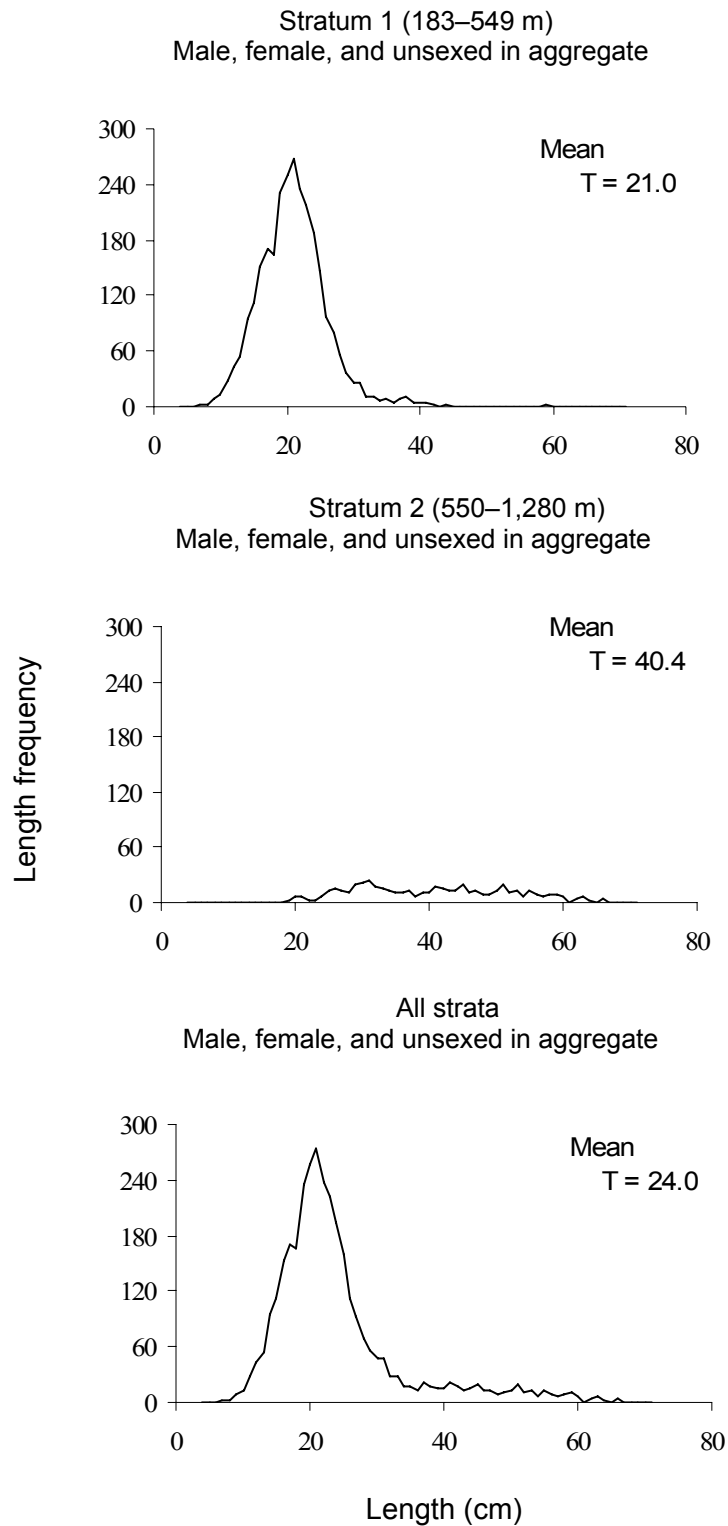 Stratum 1 (183–549 m)
Male, female, and unsexed in aggregate
300
Mean
T = 21.0
240
180
120
60
0
0 20 40 60 80
Stratum 2 (550–1,280 m)
Male, female, and unsexed in aggregate
300
Mean
T = 40.4
240
180
120
60
0
0 20 40 60 80
Length frequency
All strata
Male, female, and unsexed in aggregate
300
Mean
T = 24.0
240
180
120
60
0
0 20 40 60 80
Length (cm)